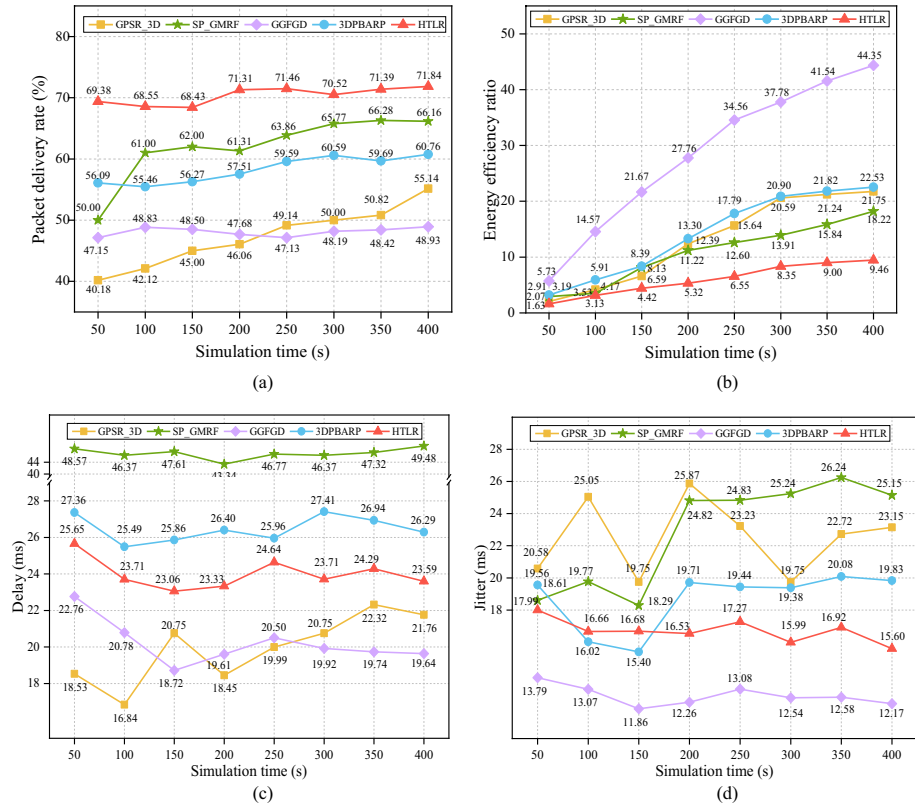 GPSR_3D SP_GMRF GGFGD 3DPBARP HTLR
Packet delivery rate (%)
80
70
60
50
40
69.38 68.55 68.43 71.31 71.46 70.52 71.39 71.84
50.00 61.00 62.00 61.31 63.86 65.77 66.28 66.16
56.09 55.46 56.27 57.51 59.59 60.59 59.69 60.76
47.15 48.83 48.50 47.68 47.13 48.19 48.42 48.93
40.18 42.12 45.00 46.06 49.14 50.00 50.82 55.14
50 100 150 200 250 300 350 400
Simulation time (s)
(a)
GPSR_3D SP_GMRF GGFGD 3DPBARP HTLR
Energy efficiency ratio
50
40
30
20
10
0
5.73 14.57 21.67 27.76 34.56 37.78 41.54 44.35
3.19 5.91 8.39 13.30 17.79 20.90 21.82 22.53
2.07 4.17 6.59 12.39 15.64 20.59 21.24 21.75
2.91 3.53 8.13 11.22 12.60 13.91 15.84 18.22
1.63 3.13 4.42 5.32 6.55 8.35 9.00 9.46
50 100 150 200 250 300 350 400
Simulation time (s)
(b)
GPSR_3D SP_GMRF GGFGD 3DPBARP HTLR
Delay (ms)
44
40
28
26
24
22
20
18
48.57 46.37 47.61 43.34 46.77 46.37 47.32 49.48
27.36 25.49 25.86 26.40 25.96 27.41 26.94 26.29
25.65 23.71 23.06 23.33 24.64 23.71 24.29 23.59
22.76 20.78 18.72 19.61 20.50 19.92 19.74 19.64
18.53 16.84 20.75 18.45 19.99 20.75 22.32 21.76
50 100 150 200 250 300 350 400
Simulation time (s)
(c)
GPSR_3D SP_GMRF GGFGD 3DPBARP HTLR
Jitter (ms)
28
26
24
22
20
18
20.58 25.05 19.75 25.87 23.23 19.75 22.72 23.15
18.61 19.77 18.29 24.82 24.83 25.24 26.24 25.15
19.56 16.02 15.40 19.71 19.44 19.38 20.08 19.83
17.99 16.66 16.68 16.53 17.27 15.99 16.92 15.60
13.79 13.07 11.86 12.26 13.08 12.54 12.58 12.17
50 100 150 200 250 300 350 400
Simulation time (s)
(d)